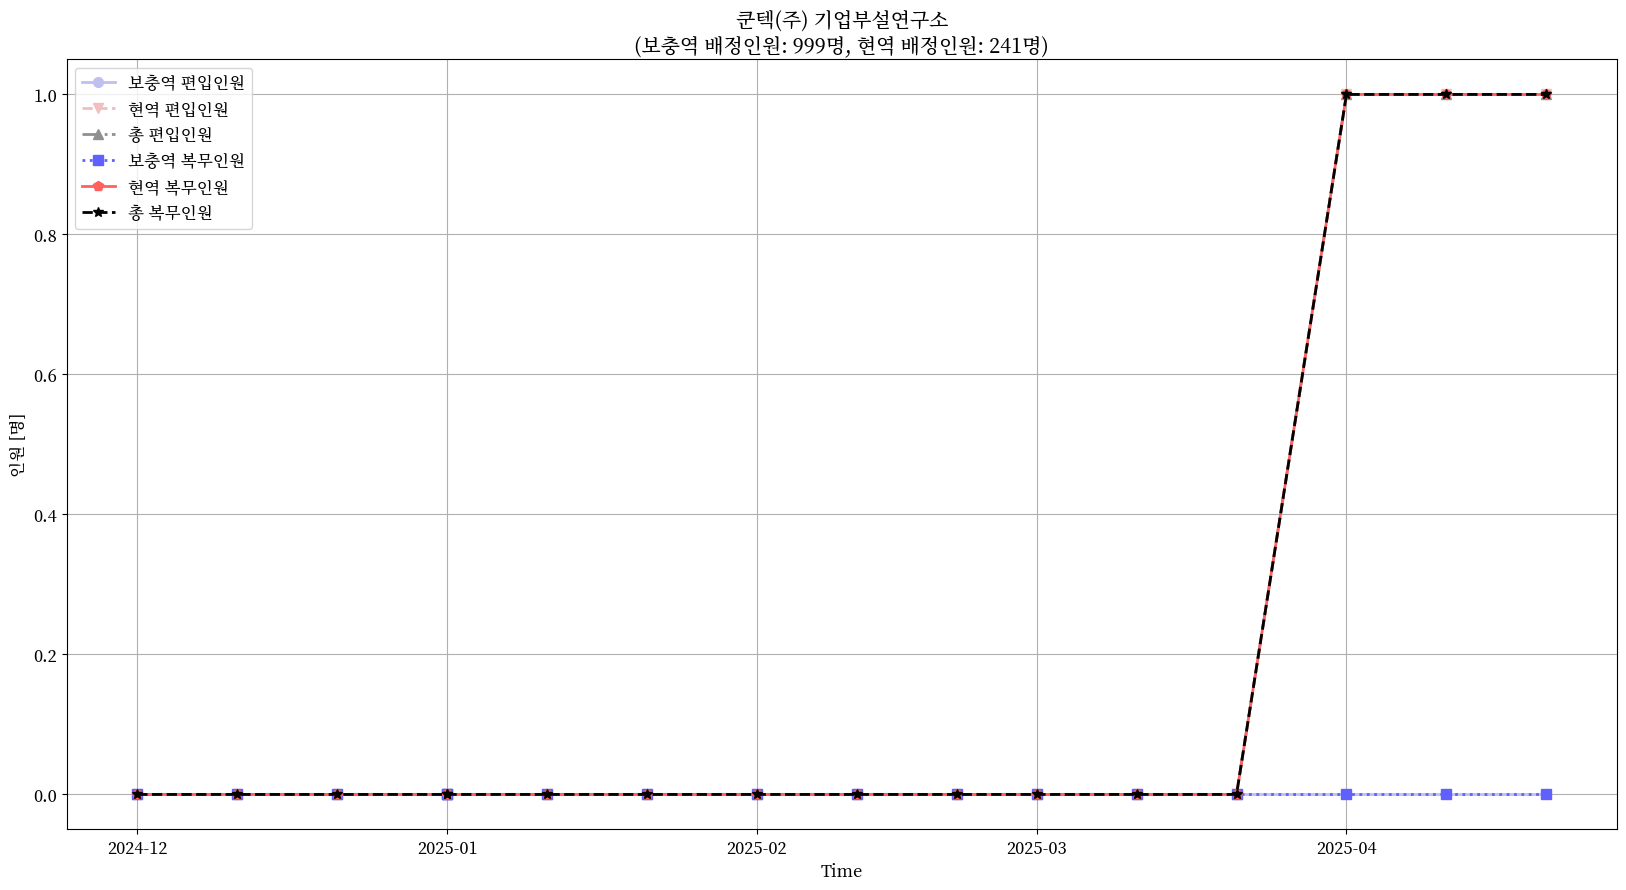 쿤텍(주) 기업부설연구소
(보충역 배정인원: 999명, 현역 배정인원: 241명)
보충역 편입인원
현역 편입인원
총 편입인원
보충역 복무인원
현역 복무인원
총 복무인원
1.0
0.8
0.6
0.4
0.2
0.0
인원 [명]
2024-12
2025-01
2025-02
2025-03
2025-04
Time